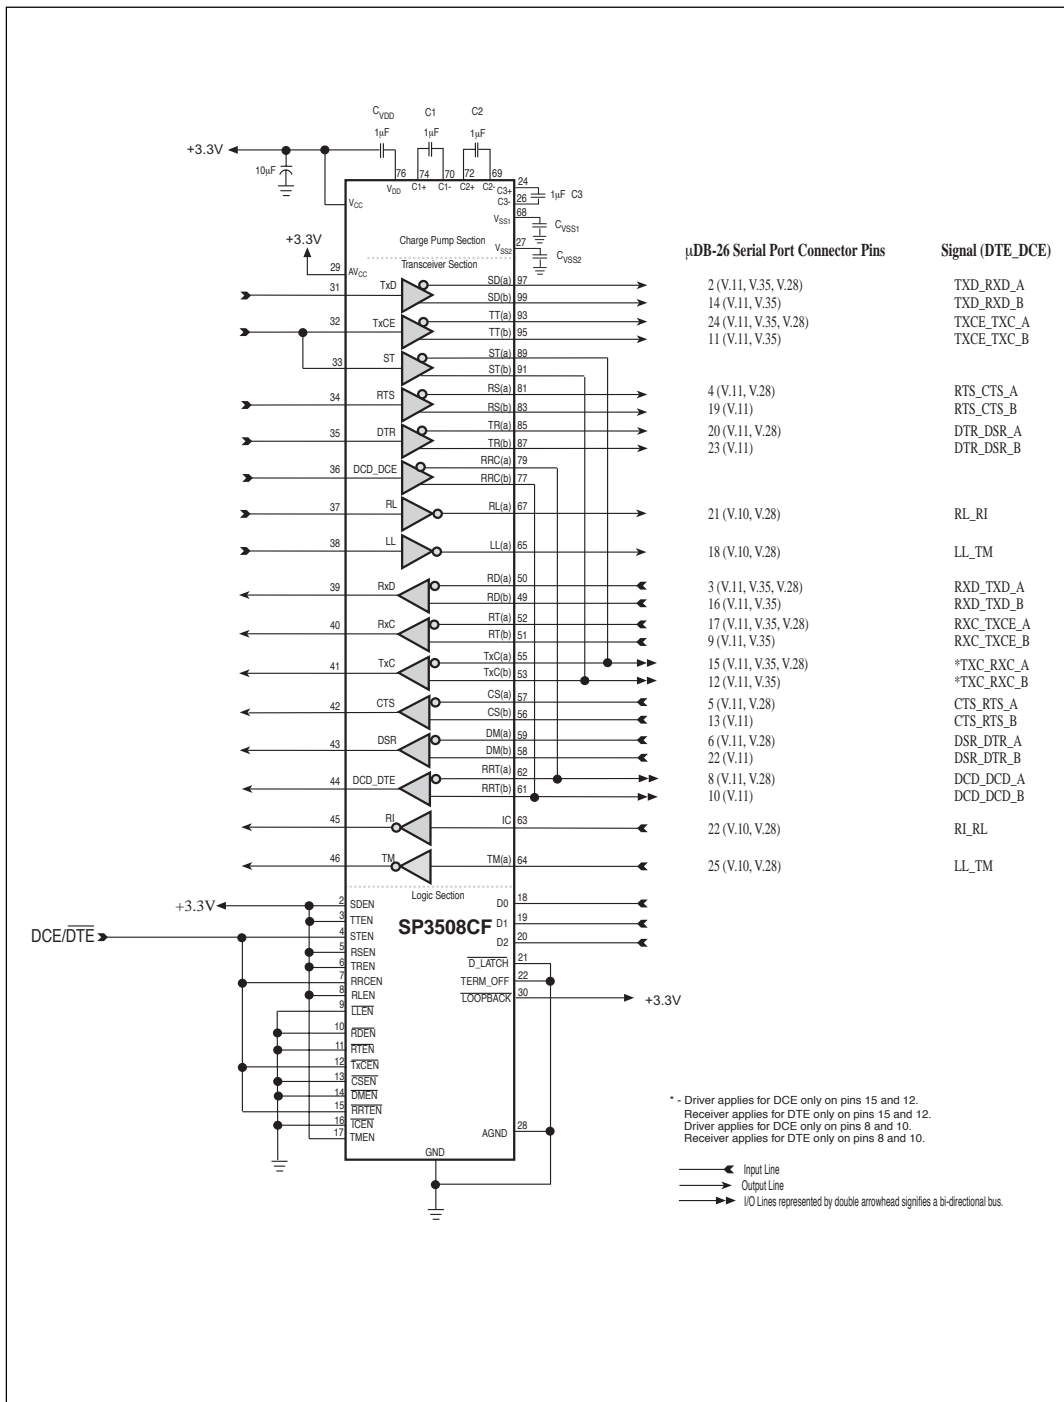 C_VDD C1 C2
1µF 1µF 1µF
+3.3V
10µF
76 74 70 72 69
V_DD C1+ C1- C2+ C2-
24
C3+
1µF C3
C3- 26
V_CC
68
V_SS1
C_VSS1
+3.3V
Charge Pump Section
27
V_SS2
C_VSS2
Transceiver Section
29
AV_CC
µDB-26 Serial Port Connector Pins Signal (DTE_DCE)
31 TxD SD(a) 97 2 (V.11, V.35, V.28) TXD_RXD_A
SD(b) 99 14 (V.11, V.35) TXD_RXD_B
32 TxCE TT(a) 93 24 (V.11, V.35, V.28) TXCE_TXC_A
TT(b) 95 11 (V.11, V.35) TXCE_TXC_B
33 ST ST(a) 89
ST(b) 91
34 RTS RS(a) 81 4 (V.11, V.28) RTS_CTS_A
RS(b) 83 19 (V.11) RTS_CTS_B
35 DTR TR(a) 85 20 (V.11, V.28) DTR_DSR_A
TR(b) 87 23 (V.11) DTR_DSR_B
36 DCD_DCE RRC(a) 79
RRC(b) 77
37 RL RL(a) 67 21 (V.10, V.28) RL_RI
38 LL LL(a) 65 18 (V.10, V.28) LL_TM
39 RxD RD(a) 50 3 (V.11, V.35, V.28) RXD_TXD_A
RD(b) 49 16 (V.11, V.35) RXD_TXD_B
40 RxC RT(a) 52 17 (V.11, V.35, V.28) RXC_TXCE_A
RT(b) 51 9 (V.11, V.35) RXC_TXCE_B
41 TxC TxC(a) 55 15 (V.11, V.35, V.28) *TXC_RXC_A
TxC(b) 53 12 (V.11, V.35) *TXC_RXC_B
42 CTS CS(a) 57 5 (V.11, V.28) CTS_RTS_A
CS(b) 56 13 (V.11) CTS_RTS_B
43 DSR DM(a) 59 6 (V.11, V.28) DSR_DTR_A
DM(b) 58 22 (V.11) DSR_DTR_B
44 DCD_DTE RRT(a) 62 8 (V.11, V.28) DCD_DCD_A
RRT(b) 61 10 (V.11) DCD_DCD_B
45 RI IC 63 22 (V.10, V.28) RI_RL
46 TM TM(a) 64 25 (V.10, V.28) LL_TM
Logic Section
+3.3V 2 SDEN D0 18
3 TTEN SP3508CF D1 19
DCE/DTE 4 STEN
D2 20
5 RSEN
6 TREN D_LATCH 21
7 RRCEN TERM_OFF 22
8 RLEN LOOPBACK 30 +3.3V
9 LLEN
10 RDEN
11 RTEN
12 TxCEN
13 CSEN
14 DMEN
15 RRTEN
16 ICEN AGND 28
17 TMEN
GND
* - Driver applies for DCE only on pins 15 and 12.
Receiver applies for DTE only on pins 15 and 12.
Driver applies for DCE only on pins 8 and 10.
Receiver applies for DTE only on pins 8 and 10.
Input Line
Output Line
I/O Lines represented by double arrowhead signifies a bi-directional bus.